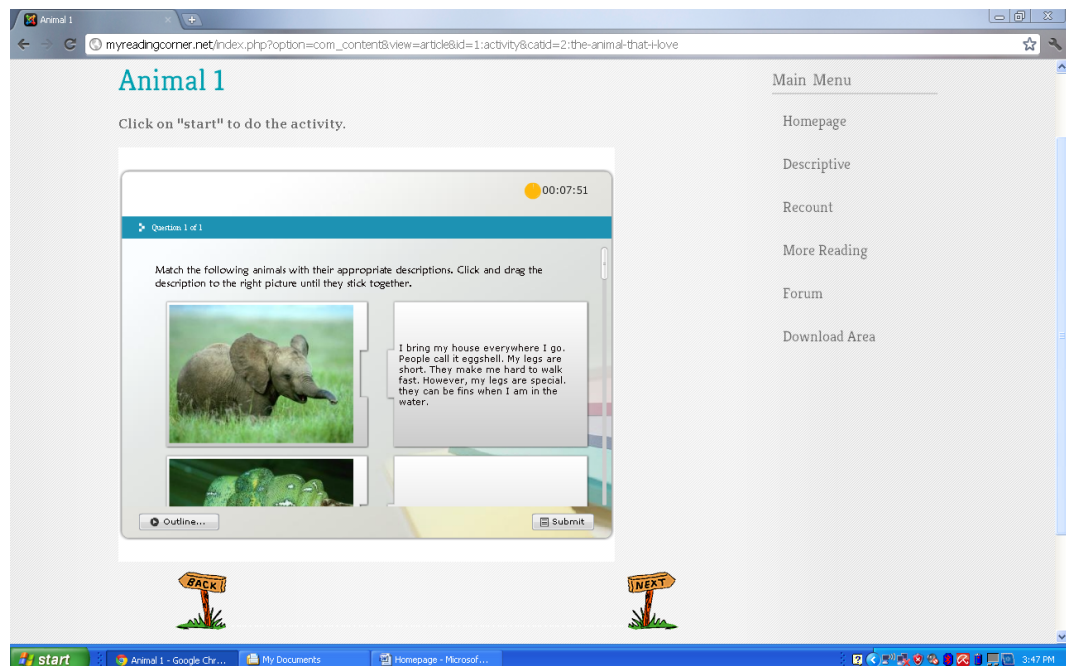 Animal 1
myreadingcorner.net/index.php?option=com_content&view=article&id=1:activity&catid=2:the-animal-that-i-love
Animal 1
Click on "start" to do the activity.
00:07:51
Question 1 of 1
Match the following animals with their appropriate descriptions. Click and drag the
description to the right picture until they stick together.
I bring my house everywhere I go.
People call it eggshell. My legs are
short. They make me hard to walk
fast. However, my legs are special.
they can be fins when I am in the
water.
Outline...
Submit
BACK
NEXT
Main Menu
Homepage
Descriptive
Recount
More Reading
Forum
Download Area
start
Animal 1 - Google Chr...
My Documents
Homepage - Microsof...
3:47 PM